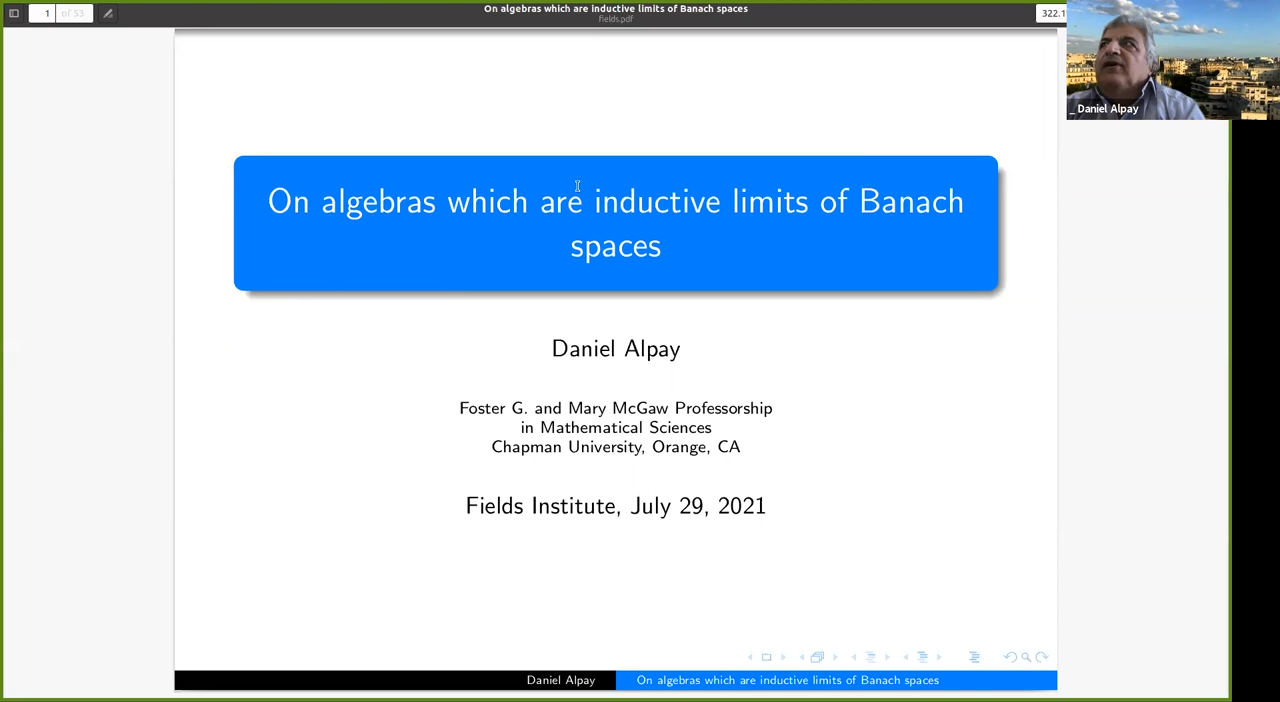 On algebras which are inductive limits of Banach spaces
fields.pdf
1 of 53
322.1
_ Daniel Alpay
On algebras which are inductive limits of Banach
spaces
Daniel Alpay
Foster G. and Mary McGaw Professorship
in Mathematical Sciences
Chapman University, Orange, CA
Fields Institute, July 29, 2021
Daniel Alpay
On algebras which are inductive limits of Banach spaces